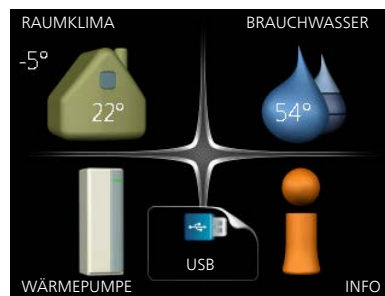 RAUMKLIMA
BRAUCHWASSER
-5°
22°
54°
USB
WÄRMEPUMPE
INFO